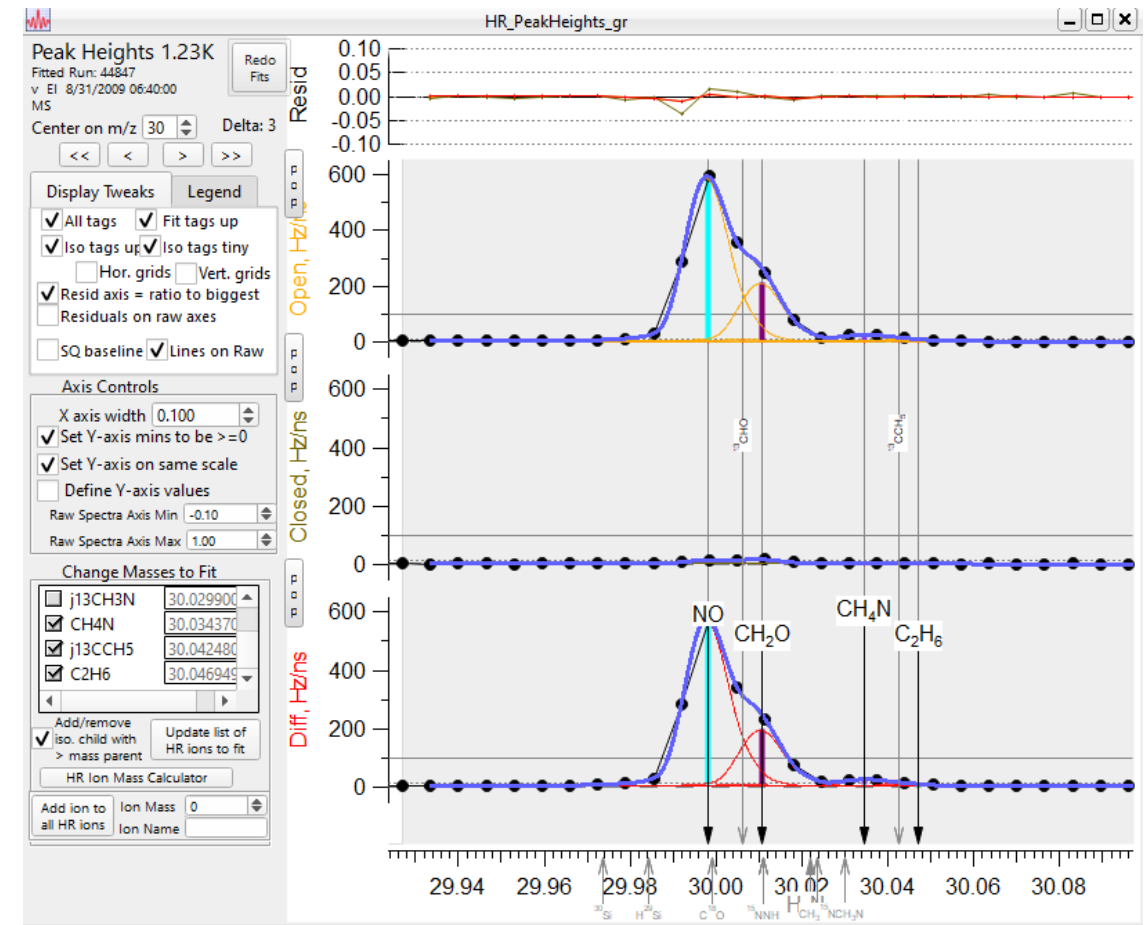 HR_PeakHeights_gr
Peak Heights 1.23K
Fitted Run: 44847
v EI 8/31/2009 06:40:00
MS
Redo
Fits
Center on m/z 30
Delta: 3
<< < > >>
Display Tweaks Legend
All tags Fit tags up
Iso tags up Iso tags tiny
Hor. grids Vert. grids
Resid axis = ratio to biggest
Residuals on raw axes
SQ baseline Lines on Raw
Axis Controls
X axis width 0.100
Set Y-axis mins to be >=0
Set Y-axis on same scale
Define Y-axis values
Raw Spectra Axis Min -0.10
Raw Spectra Axis Max 1.00
Change Masses to Fit
j13CH3N 30.029900
CH4N 30.034370
j13CCH5 30.042480
C2H6 30.046949
Add/remove
iso. child with
> mass parent
Update list of
HR ions to fit
HR Ion Mass Calculator
Add ion to
all HR ions
Ion Mass 0
Ion Name
Resid
0.10
0.05
0.00
-0.05
-0.10
p
o
p
Open, Hz/ns
600
400
200
0
p
o
p
Closed, Hz/ns
600
400
200
0
¹³CHO
¹³CCH₅
p
o
p
Diff, Hz/ns
600
400
200
0
NO
CH₂O
CH₄N
C₂H₆
29.94 29.96 29.98 30.00 30.02 30.04 30.06 30.08
³⁰Si
H²⁹Si
C¹⁸O
¹⁵NNH
CH₃¹⁵N
CH₃N